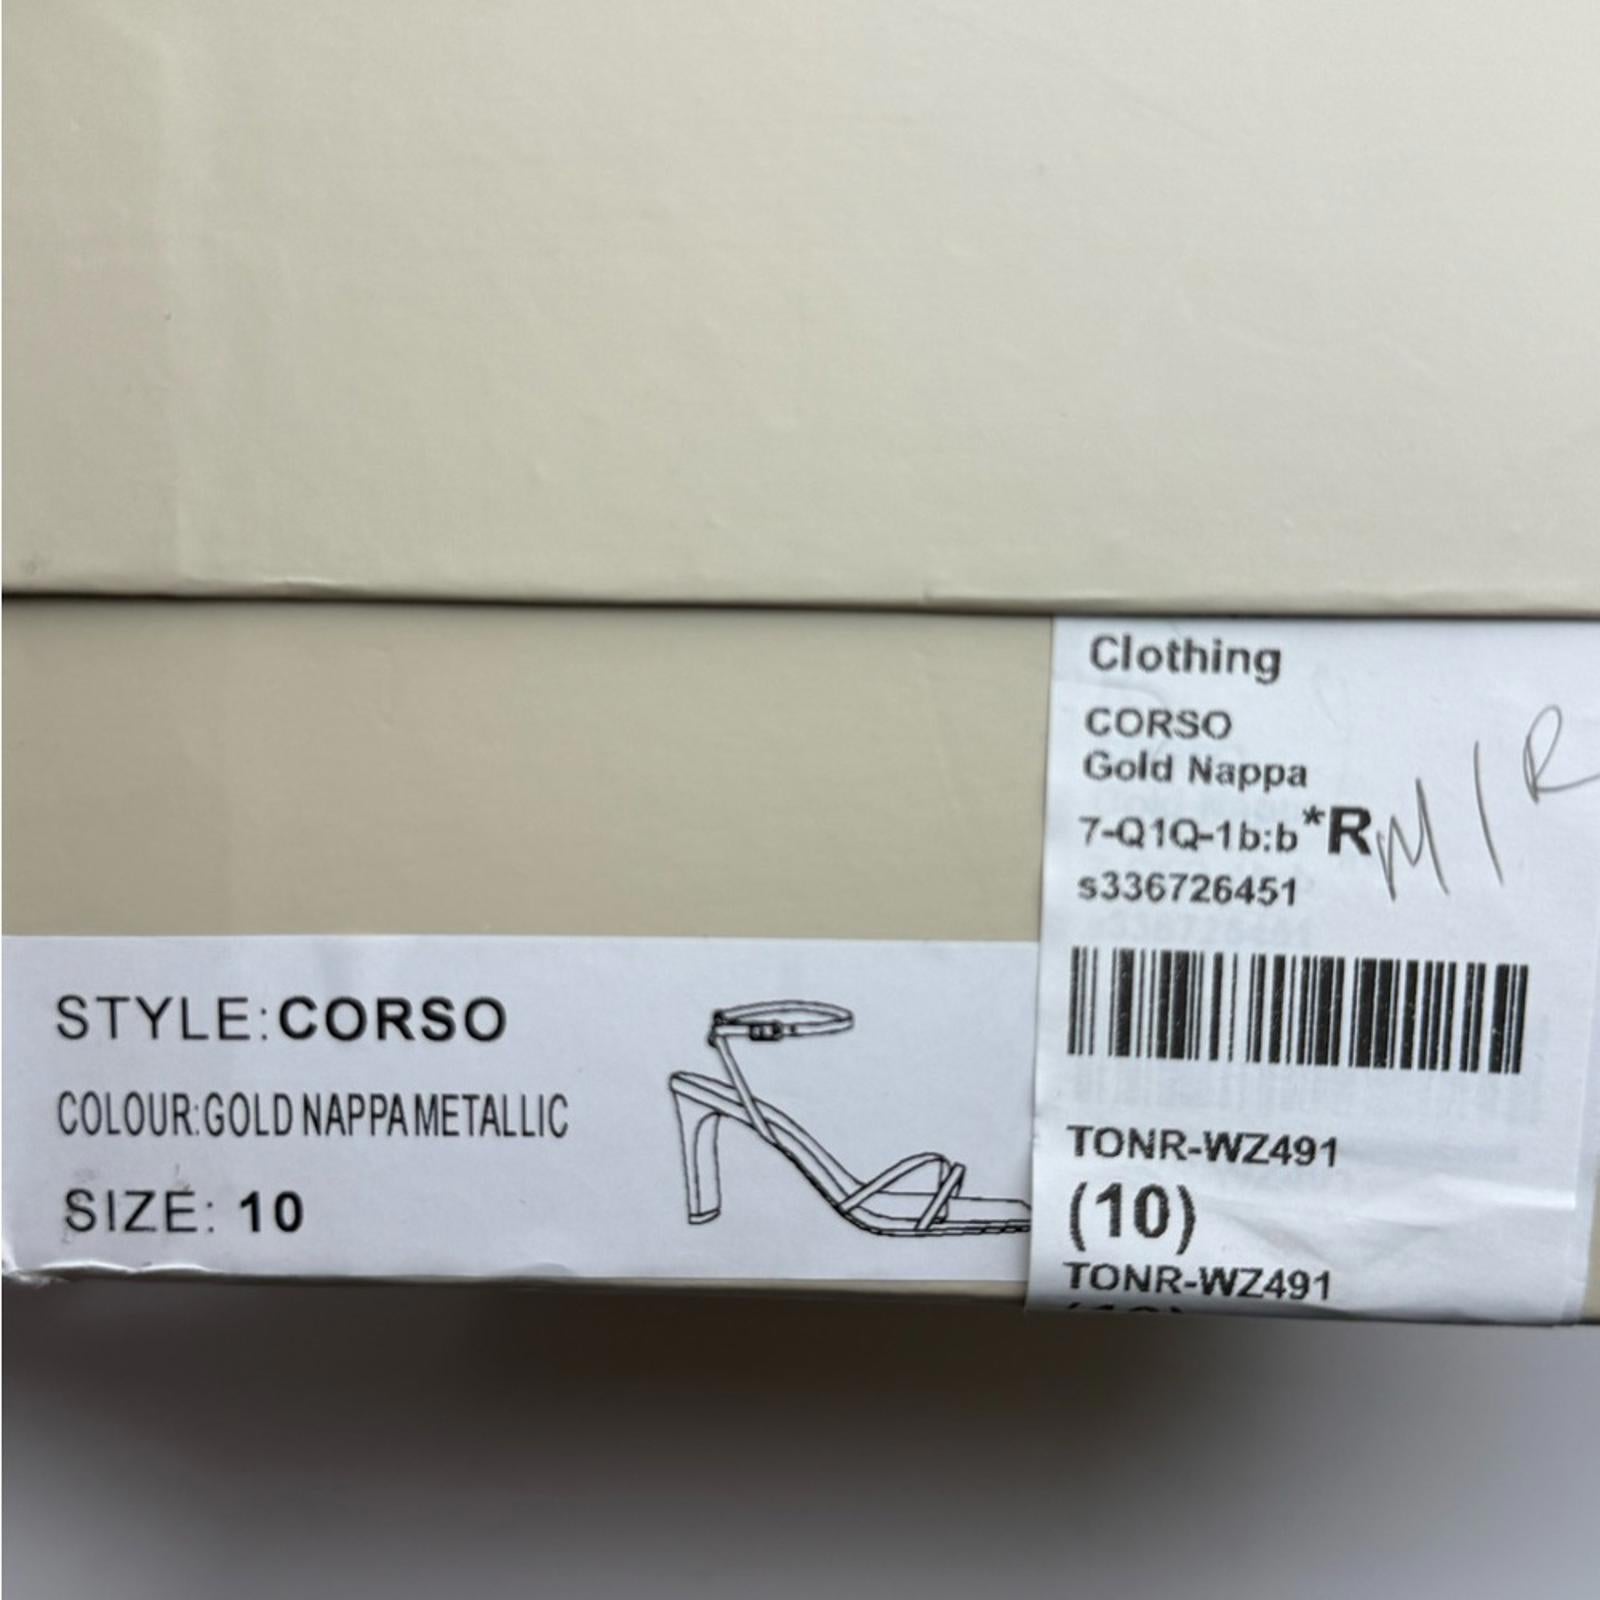 STYLE:CORSO
COLOUR:GOLD NAPPA METALLIC
SIZE: 10
Clothing
CORSO
Gold Nappa
7-Q1Q-1b:b*R
M I R
s336726451
TONR-WZ491
(10)
TONR-WZ491